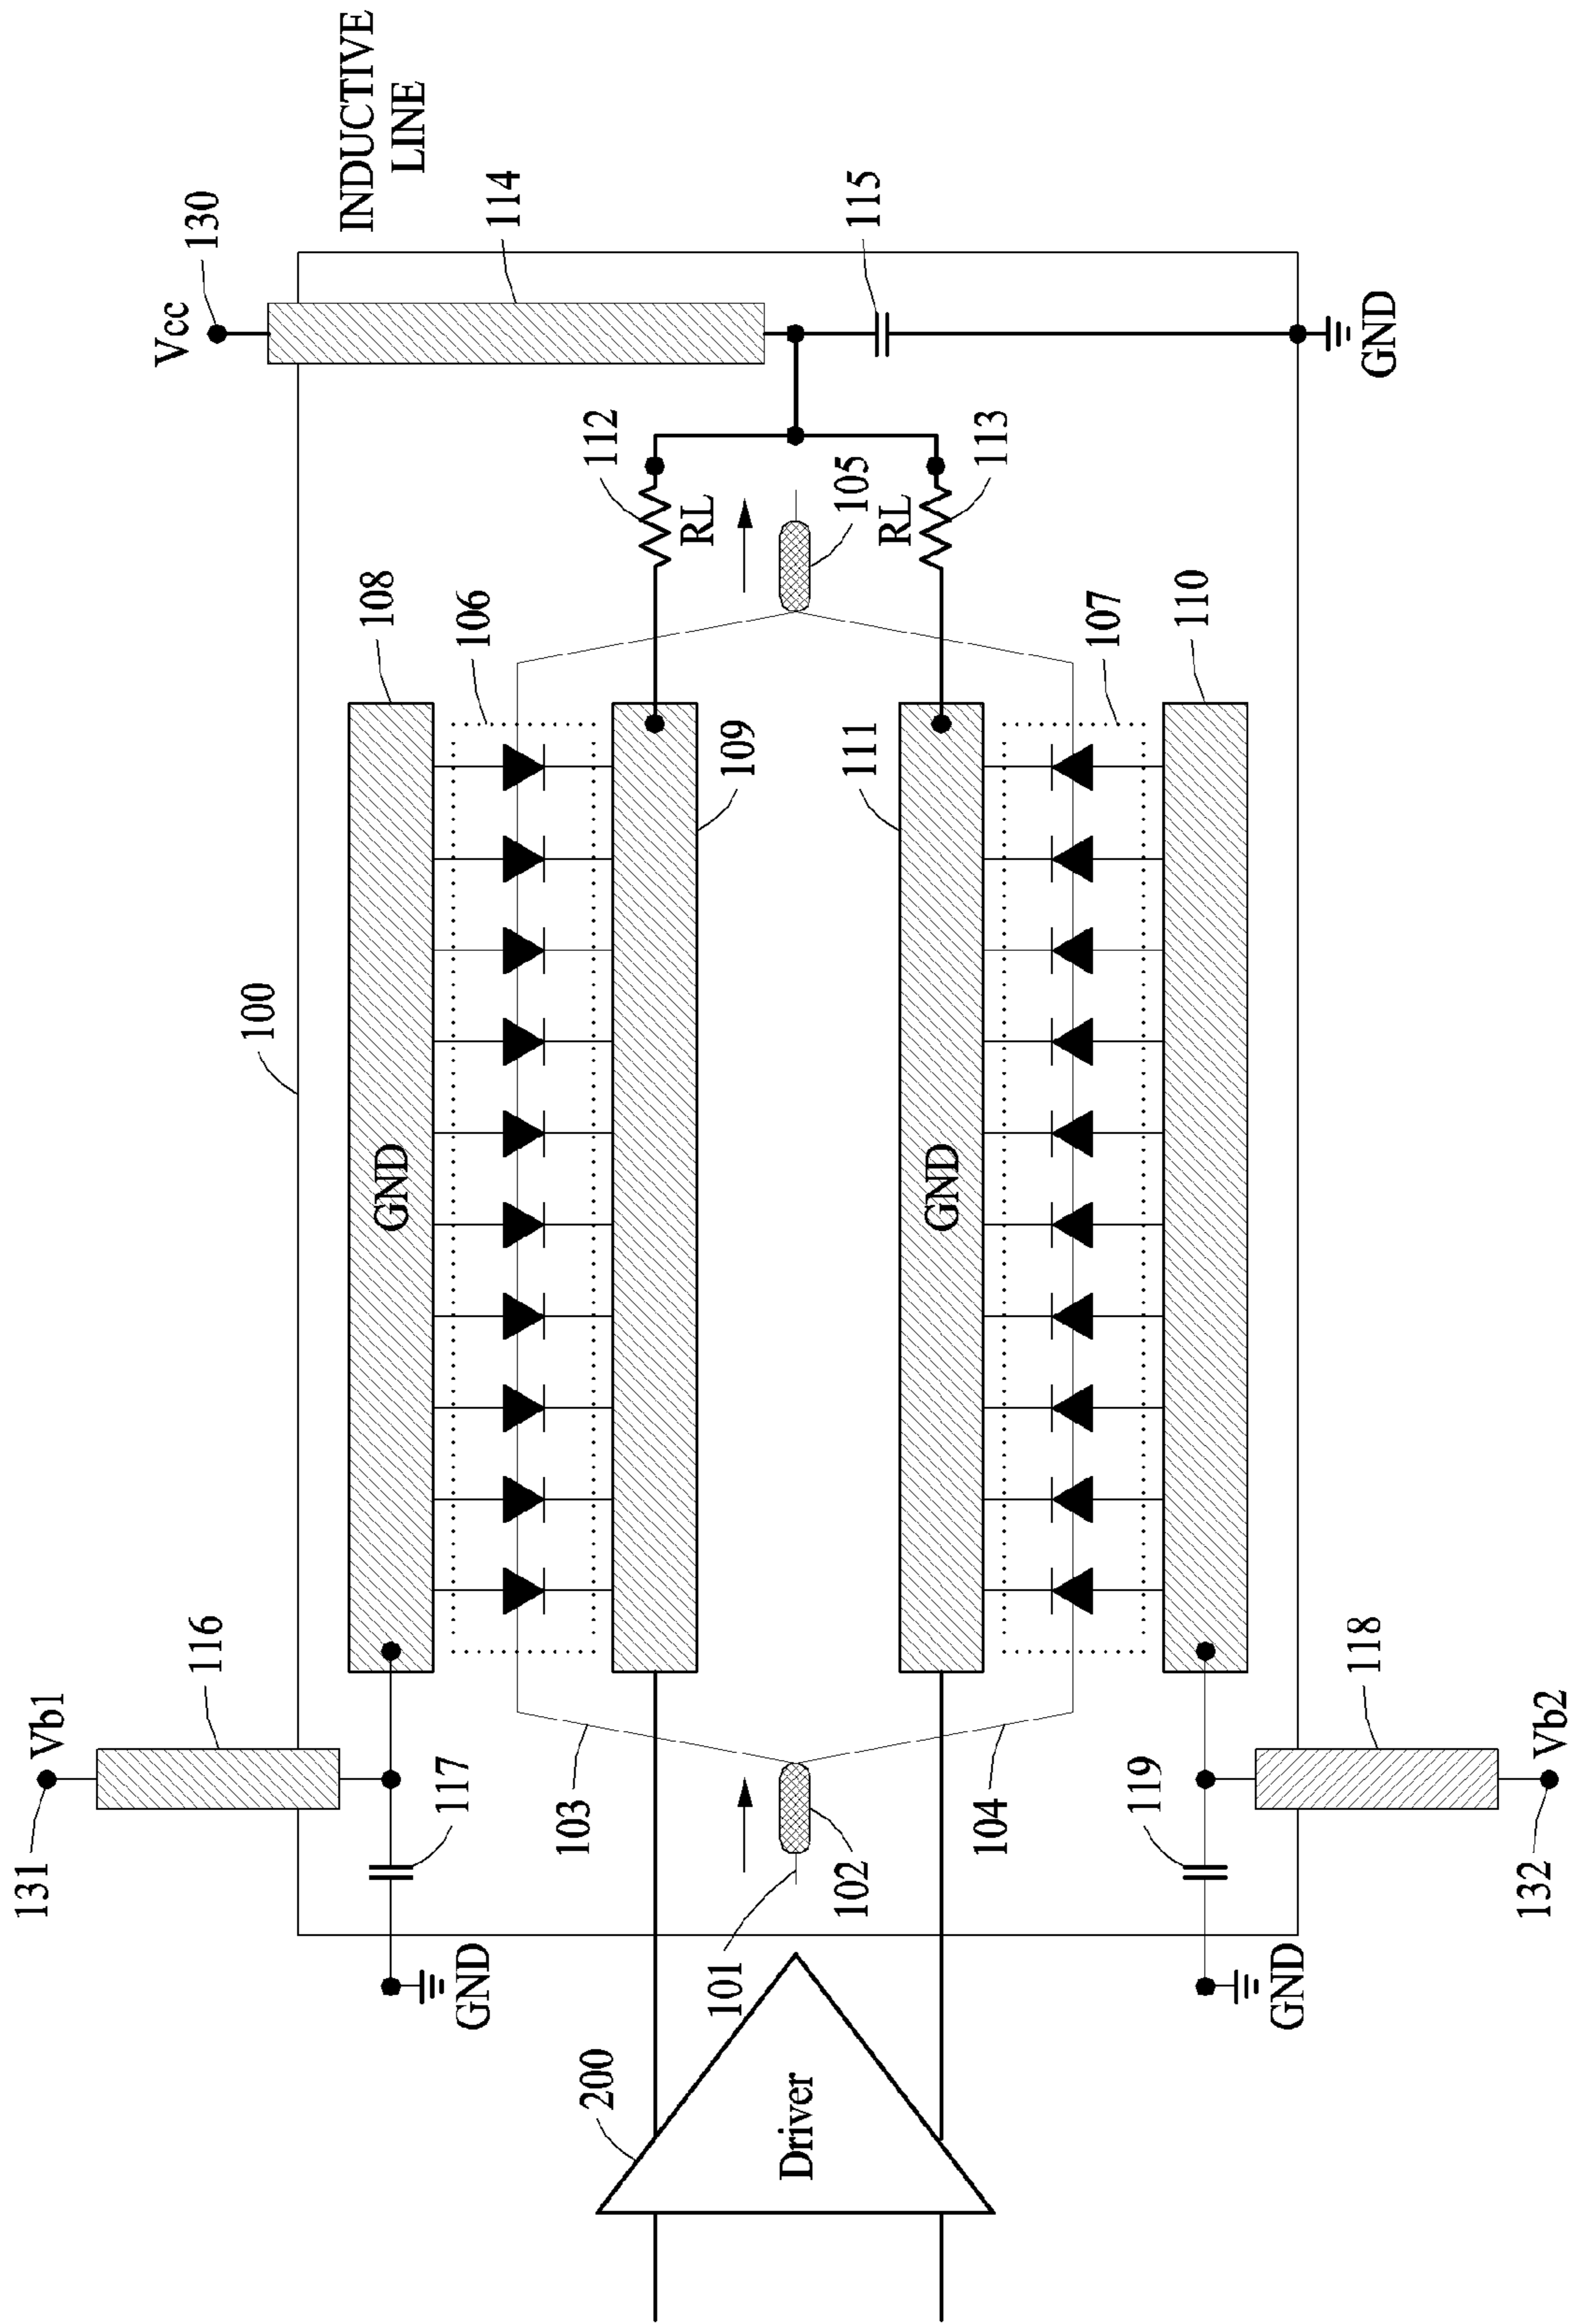 131
Vb1
116
Vcc
130
100
INDUCTIVE
LINE
GND
108
117
GND
106
114
103
200
112
RL
101
109
Driver
102
105
115
111
RL
GND
104
113
107
119
110
GND
118
GND
132
Vb2